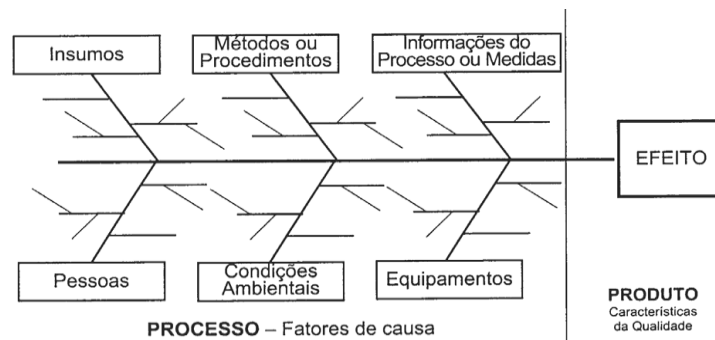 Insumos
Métodos ou
Procedimentos
Informações do
Processo ou Medidas
EFEITO
Pessoas
Condições
Ambientais
Equipamentos
PROCESSO – Fatores de causa
PRODUTO
Características
da Qualidade